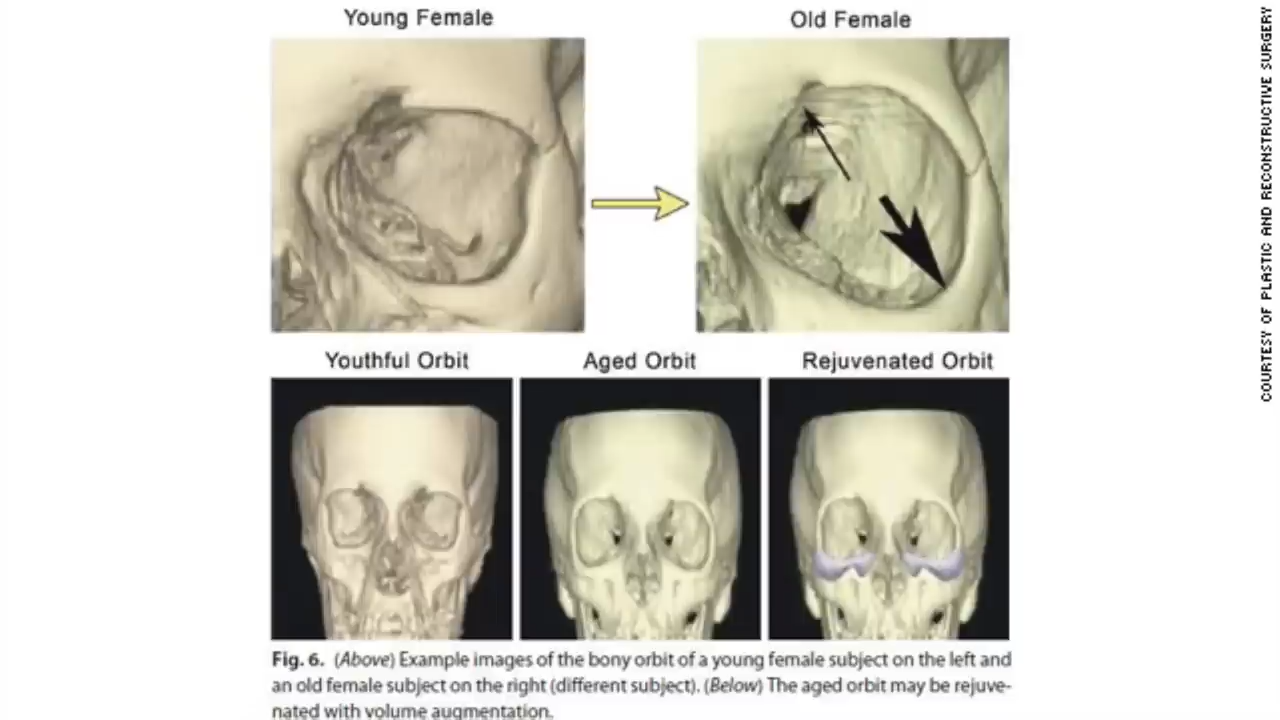 Young Female
Old Female
Youthful Orbit
Aged Orbit
Rejuvenated Orbit
Fig. 6. (Above) Example images of the bony orbit of a young female subject on the left and
an old female subject on the right (different subject). (Below) The aged orbit may be rejuve-
nated with volume augmentation.
COURTESY OF PLASTIC AND RECONSTRUCTIVE SURGERY